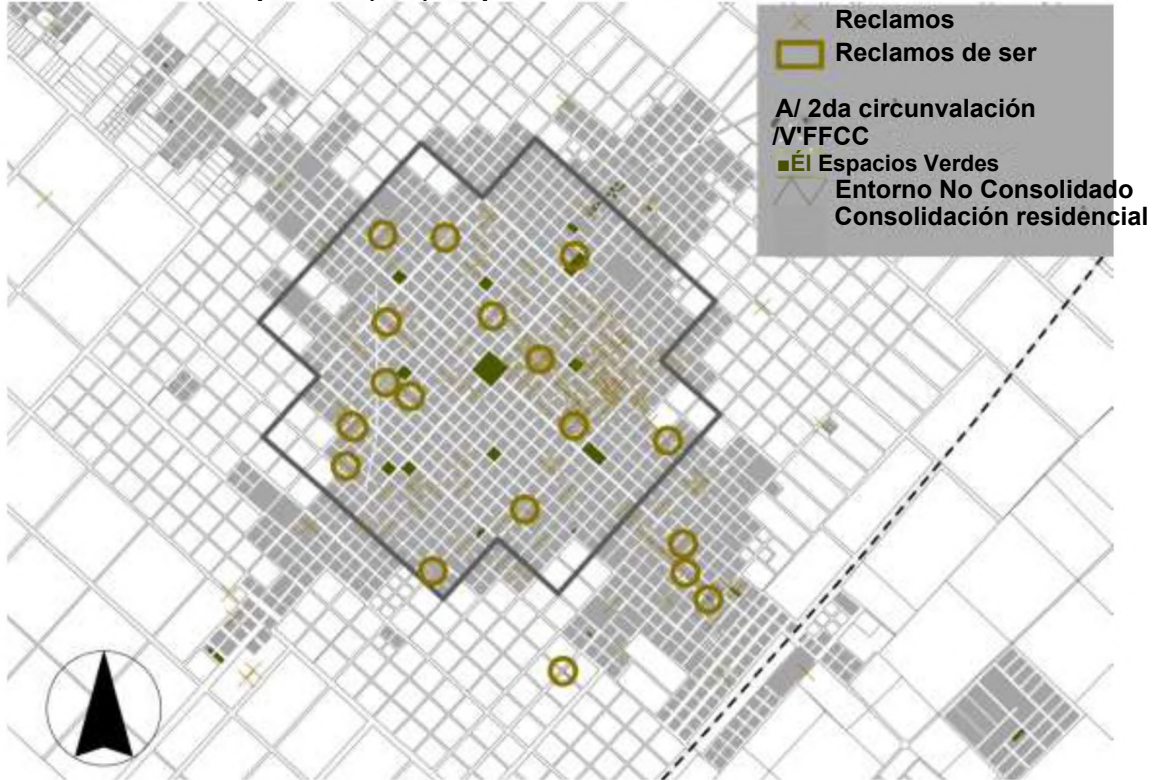 Reclamos
Reclamos de ser
A/ 2da circunvalación
/V'FFCC
■Él Espacios Verdes
Entorno No Consolidado
Consolidación residencial